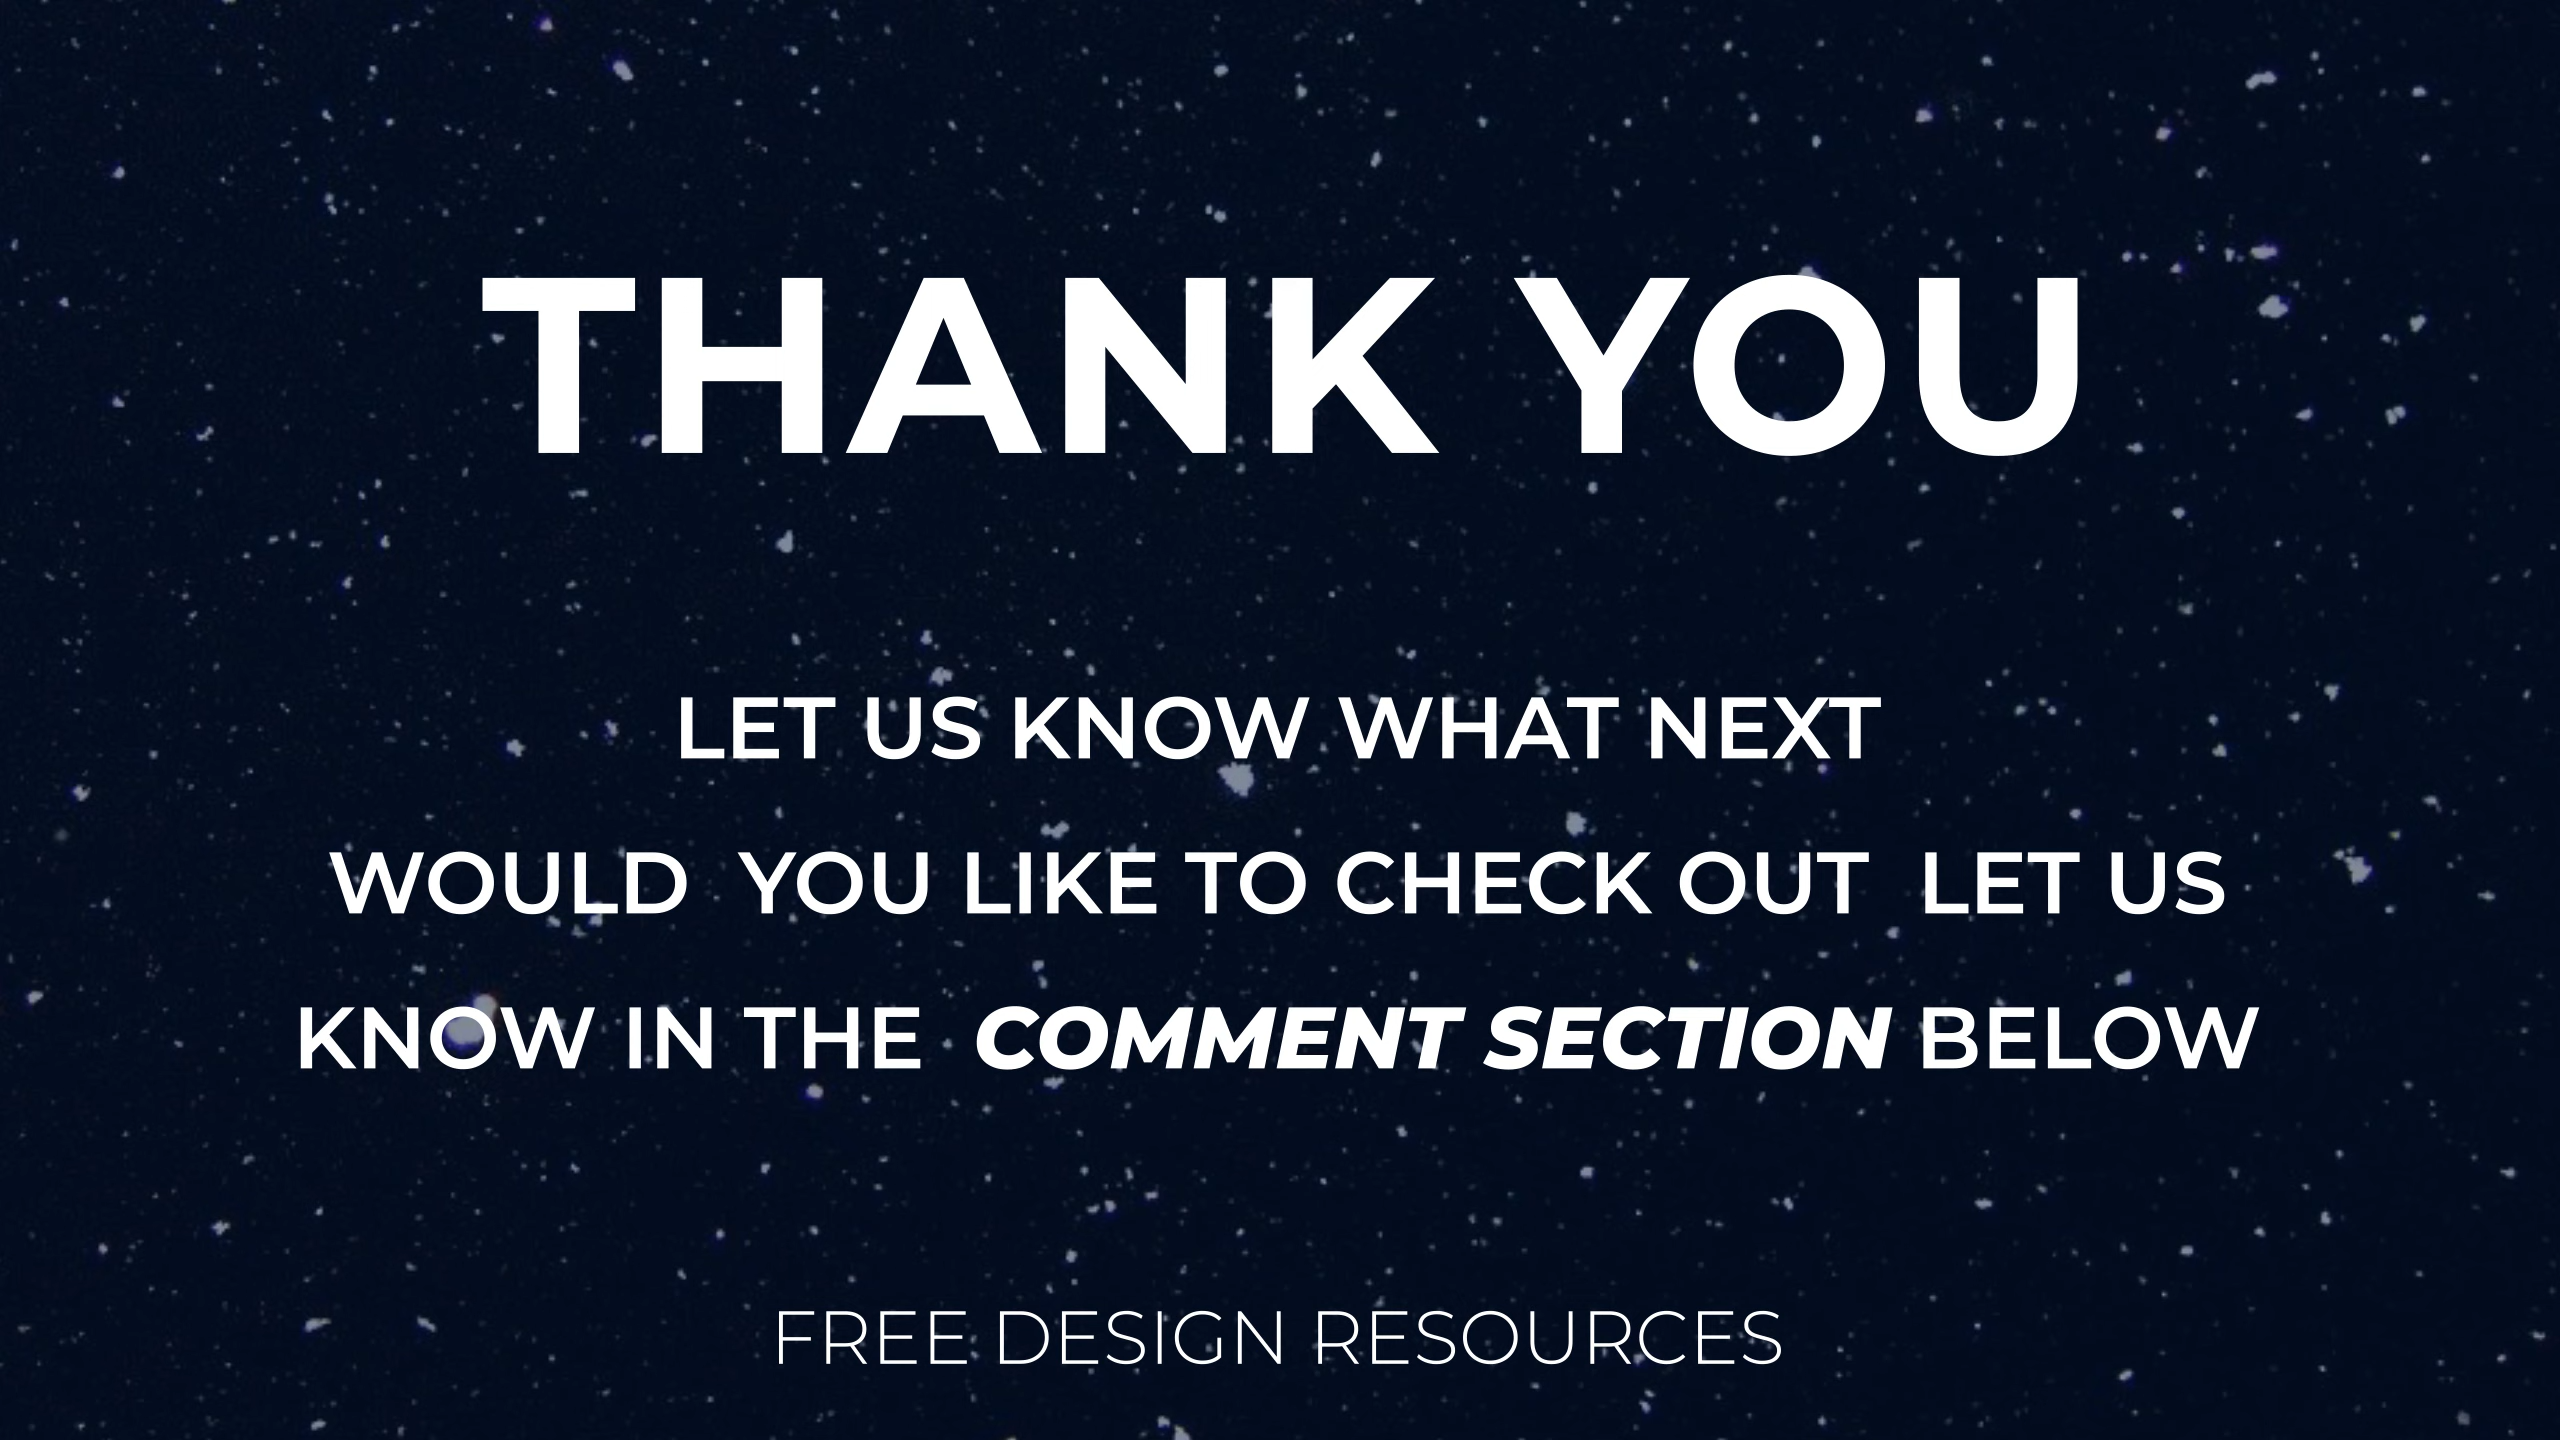 THANK YOU
LET US KNOW WHAT NEXT
WOULD  YOU LIKE TO CHECK OUT  LET US
KNOW IN THE  COMMENT SECTION BELOW
FREE DESIGN RESOURCES